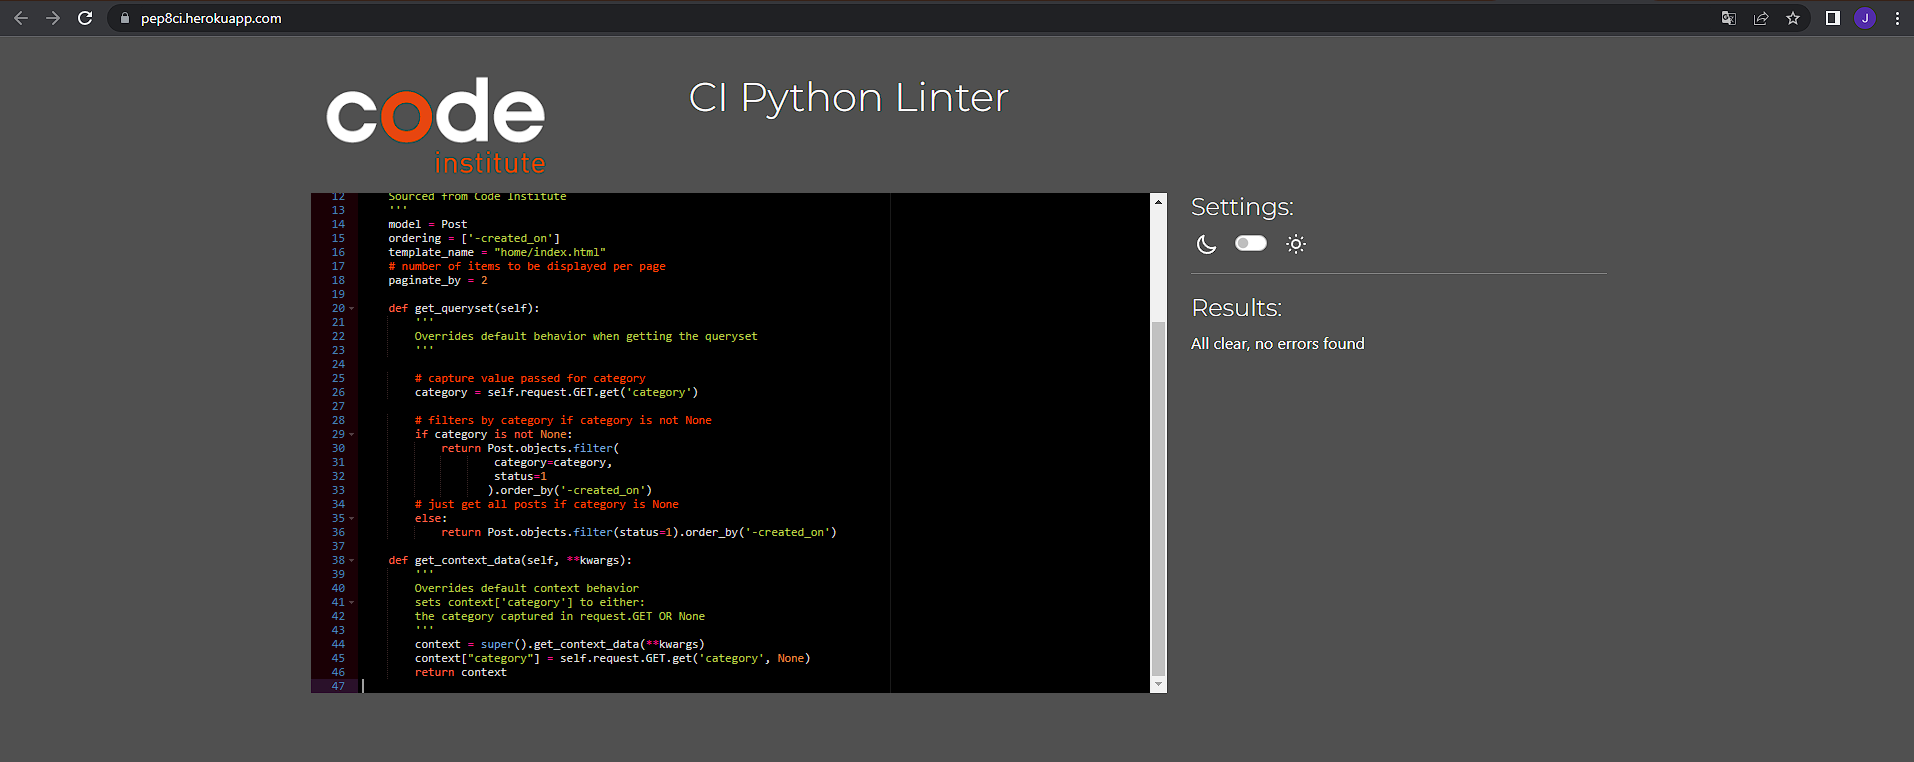 pep8ci.herokuapp.com
J
code
institute
CI Python Linter
12 Sourced from Code Institute
13 '''
14 model = Post
15 ordering = ['-created_on']
16 template_name = "home/index.html"
17 # number of items to be displayed per page
18 paginate_by = 2
19
20 def get_queryset(self):
21 '''
22 Overrides default behavior when getting the queryset
23 '''
24
25 # capture value passed for category
26 category = self.request.GET.get('category')
27
28 # filters by category if category is not None
29 if category is not None:
30 return Post.objects.filter(
31 category=category,
32 status=1
33 ).order_by('-created_on')
34 # just get all posts if category is None
35 else:
36 return Post.objects.filter(status=1).order_by('-created_on')
37
38 def get_context_data(self, **kwargs):
39 '''
40 Overrides default context behavior
41 sets context['category'] to either:
42 the category captured in request.GET OR None
43 '''
44 context = super().get_context_data(**kwargs)
45 context["category"] = self.request.GET.get('category', None)
46 return context
47
Settings:
Results:
All clear, no errors found